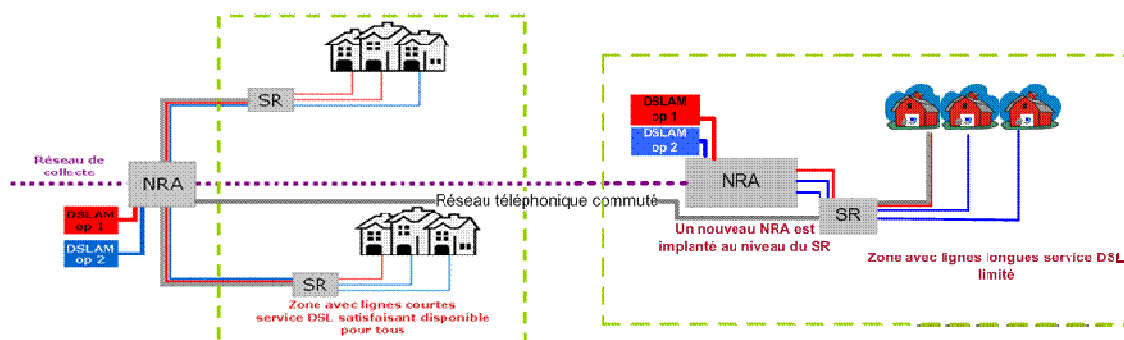 SR
Réseau de
collecte
NRA
DSLAM
op 1
DSLAM
op 2
SR
Zone avec lignes courtes
service DSL satisfaisant disponible
pour tous
Réseau téléphonique commuté
DSLAM
op 1
DSLAM
op 2
NRA
SR
Un nouveau NRA est
implanté au niveau du SR
Zone avec lignes longues service DSL
limité